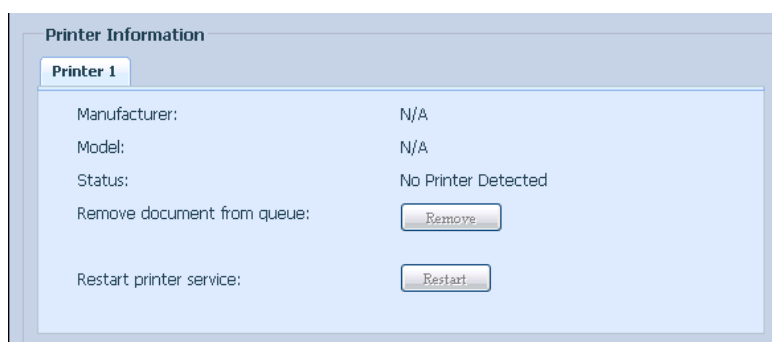 Printer Information
Printer 1
Manufacturer: N/A
Model: N/A
Status: No Printer Detected
Remove document from queue: Remove
Restart printer service: Restart